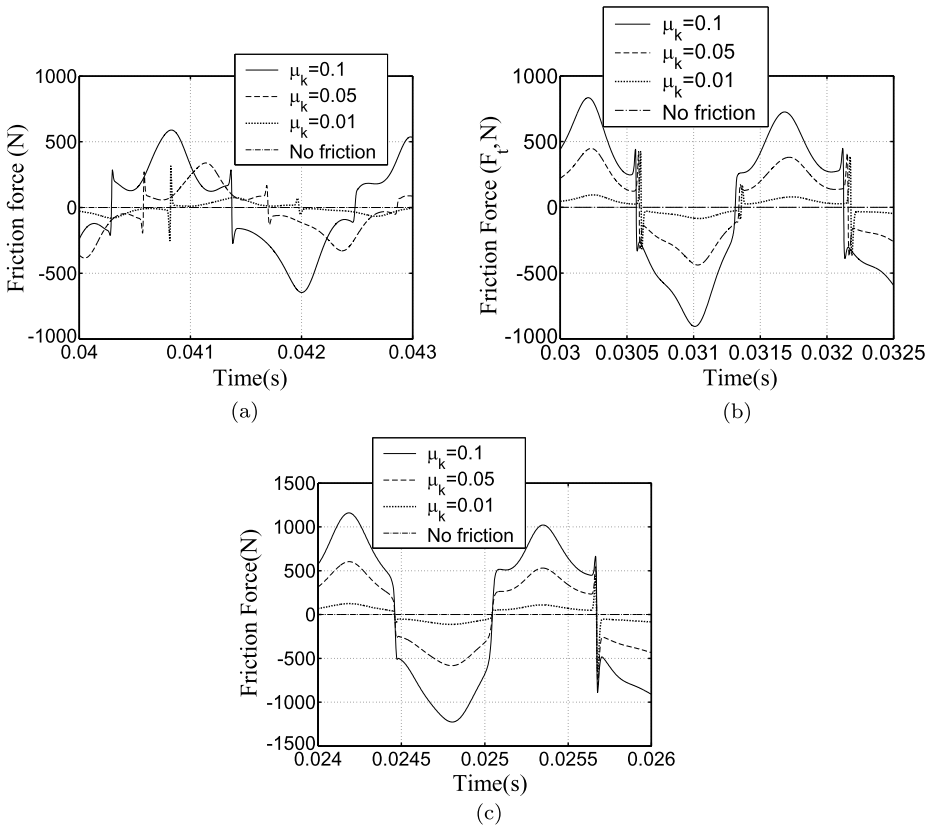 μk=0.1
μk=0.05
μk=0.01
No friction
1000
500
0
-500
-1000
Friction force (N)
0.04
0.041
0.042
0.043
Time(s)
(a)
μk=0.1
μk=0.05
μk=0.01
No friction
1000
500
0
-500
-1000
Friction Force (Ft,N)
0.03
0.0305
0.031
0.0315
0.032
0.0325
Time(s)
(b)
μk=0.1
μk=0.05
μk=0.01
No friction
1500
1000
500
0
-500
-1000
-1500
Friction Force(N)
0.024
0.0245
0.025
0.0255
0.026
Time(s)
(c)